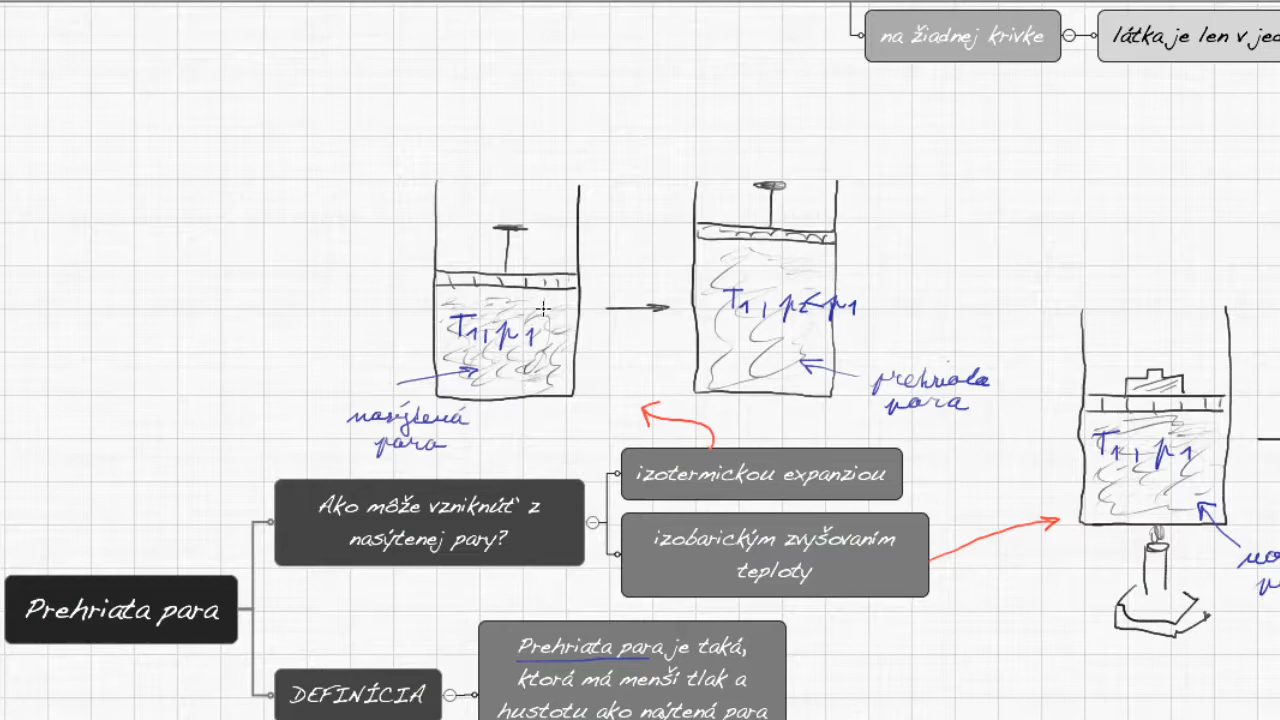 na žiadnej krivke
látka je len v jed
T1, p1
T1, p<p1
nasýtená
para
prehriata
para
T1, p1
izotermickou expanziou
Ako môže vzniknúť z
nasýtenej pary?
izobarickým zvyšovaním
teploty
Prehriata para
DEFINÍCIA
Prehriata para je taká,
ktorá má menší tlak a
hustotu ako najtená para